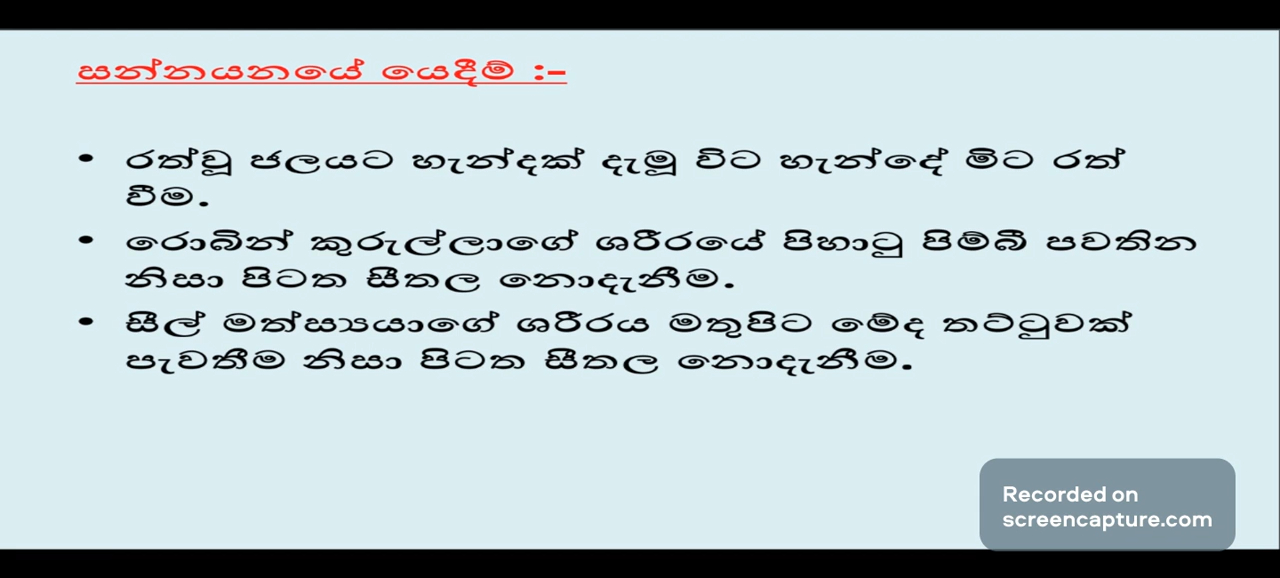 සන්නයනයේ යෙදීම් :-
• රත්වූ ජලයට හැන්දක් දැමූ විට හැන්දේ මිට රත්
වීම.
• රොබින් කුරුල්ලාගේ ශරීරයේ පිහාටු පිම්බී පවතින
නිසා පිටත සීතල නොදැනීම.
• සීල් මත්ස්‍යයාගේ ශරීරය මතුපිට මේද තට්ටුවක්
පැවතීම නිසා පිටත සීතල නොදැනීම.
Recorded on
screencapture.com